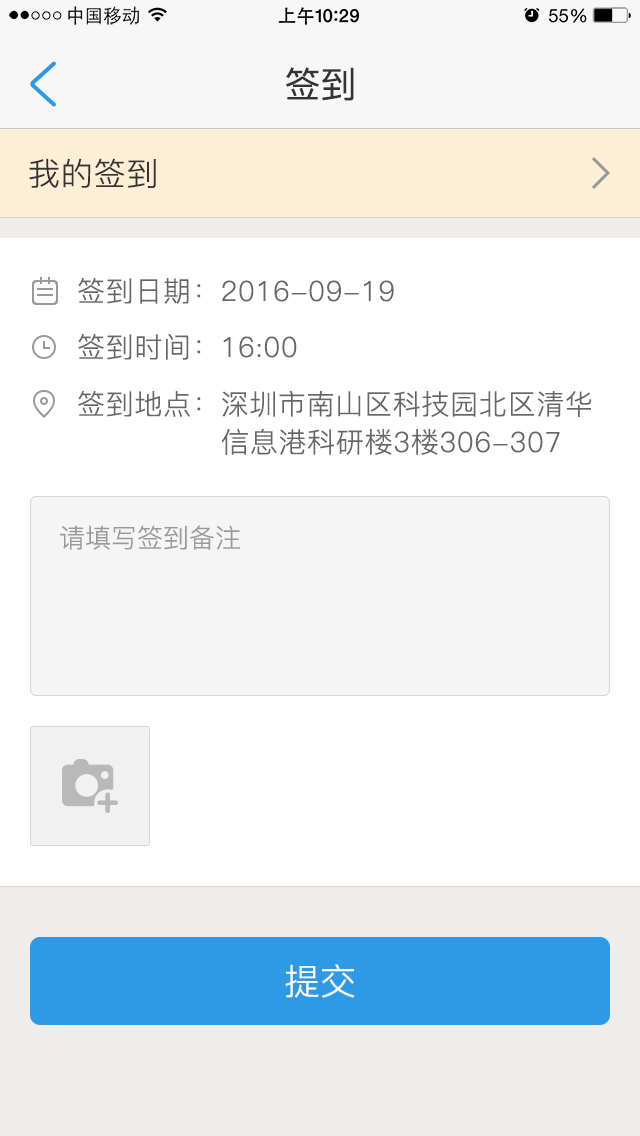 中国移动 上午10:29 55%
签到
我的签到
签到日期：2016-09-19
签到时间：16:00
签到地点：深圳市南山区科技园北区清华
信息港科研楼3楼306-307
请填写签到备注
提交